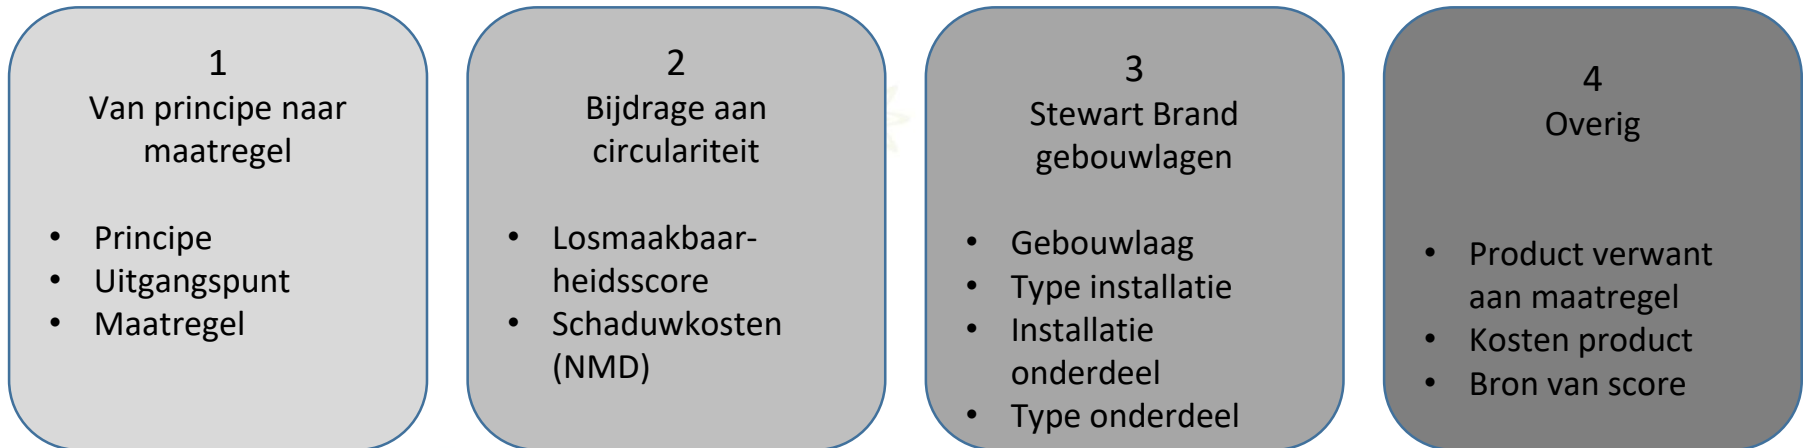 1
Van principe naar
maatregel
• Principe
• Uitgangspunt
• Maatregel
2
Bijdrage aan
circulariteit
• Losmaakbaar-
heidsscore
• Schaduwkosten
(NMD)
3
Stewart Brand
gebouwlagen
• Gebouwlaag
• Type installatie
• Installatie
onderdeel
• Type onderdeel
4
Overig
• Product verwant
aan maatregel
• Kosten product
• Bron van score